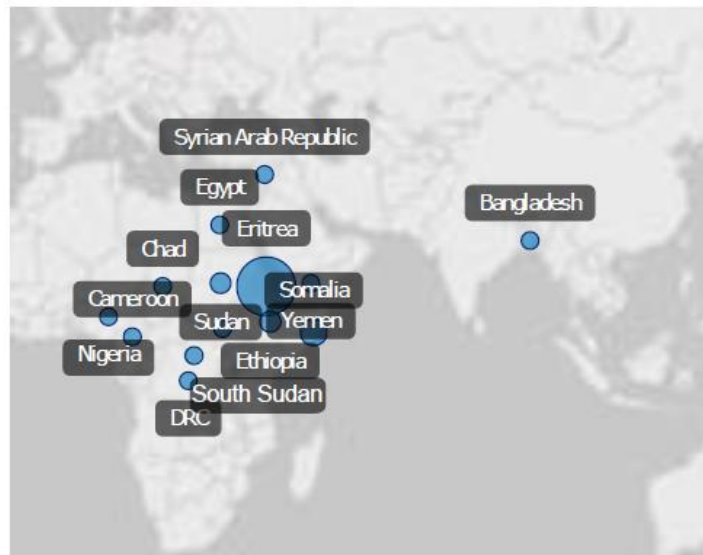 Syrian Arab Republic
Egypt
Bangladesh
Eritrea
Chad
Somalia
Cameroon
Sudan
Yemen
Nigeria
Ethiopia
South Sudan
DRC